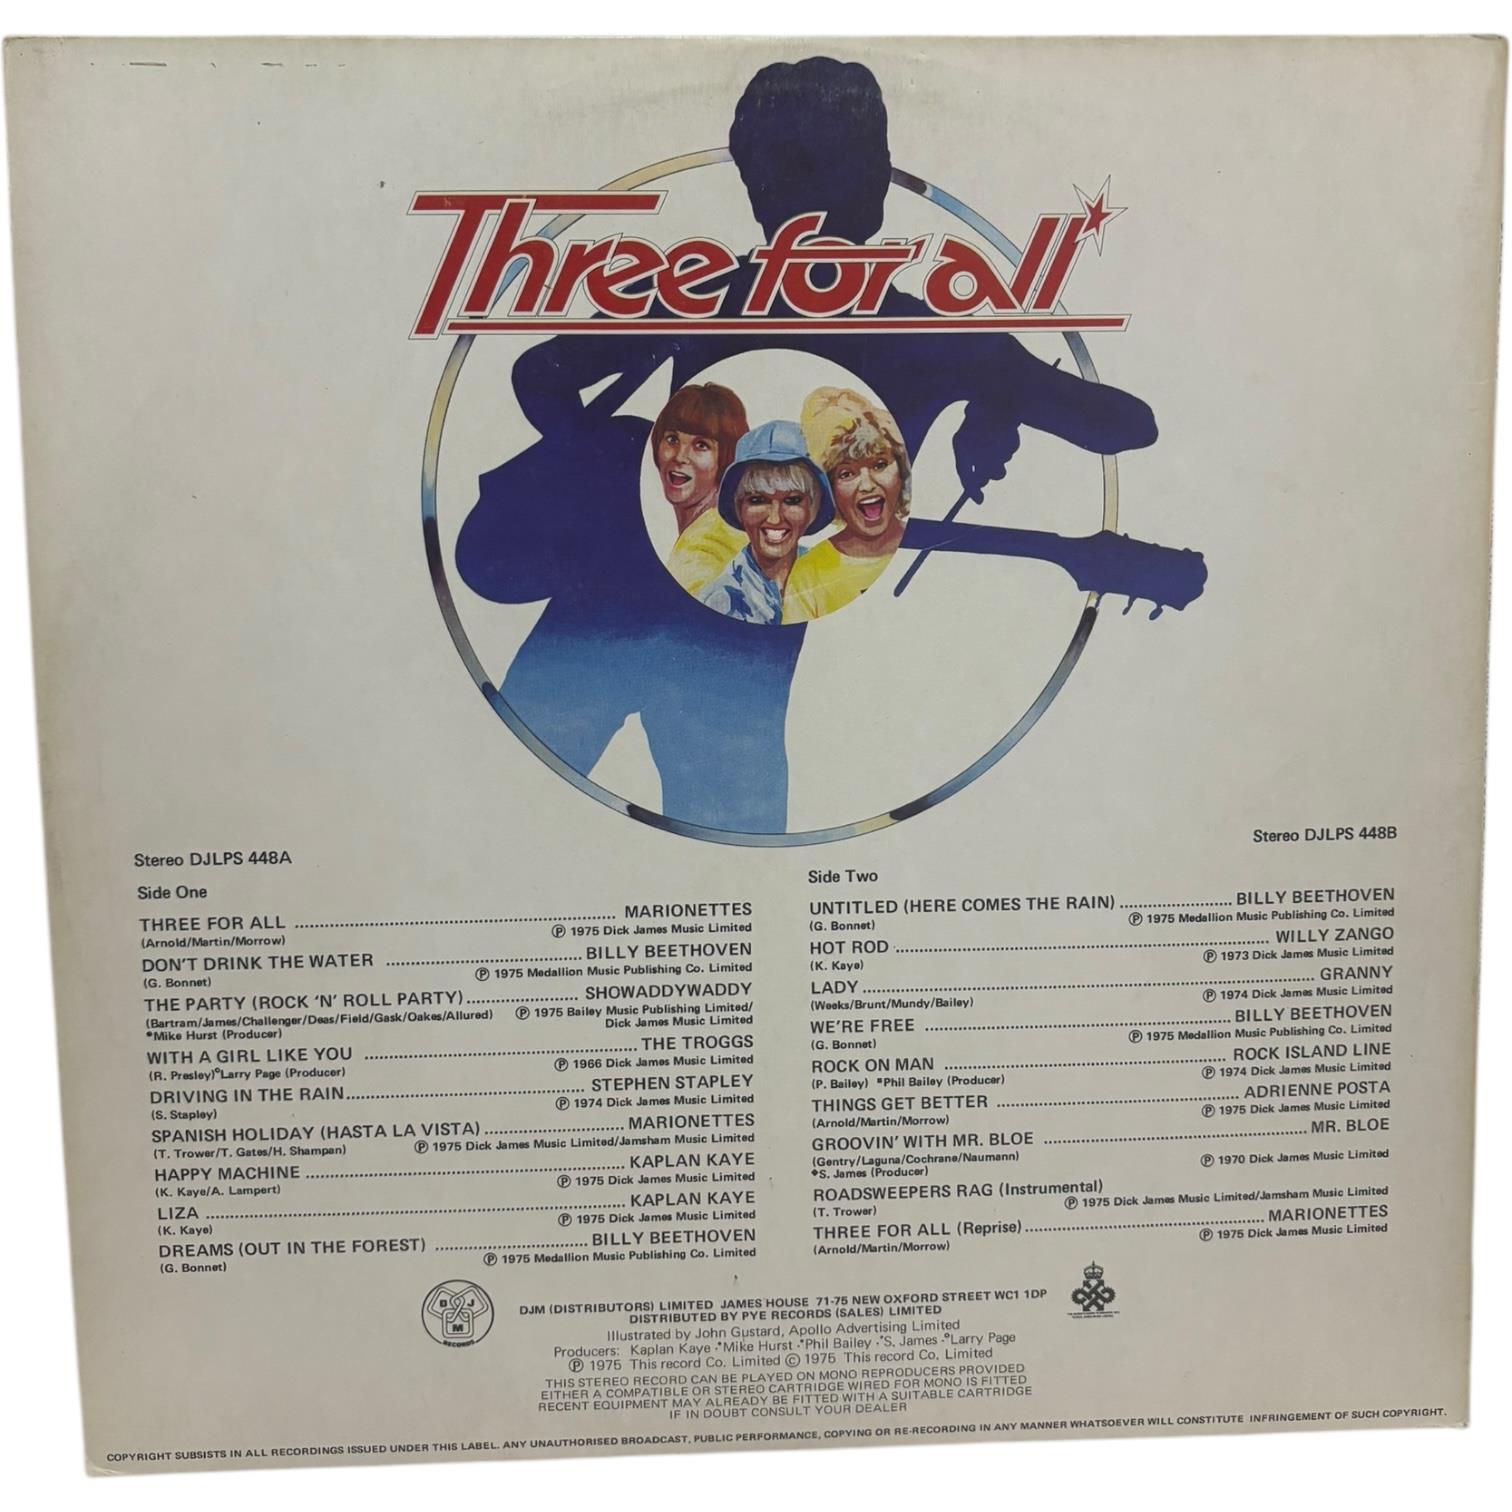 Three for all
Stereo DJLPS 448A
Side One
THREE FOR ALL ........ MARIONETTES
(Arnold/Martin/Morrow) Ⓟ 1975 Dick James Music Limited
DON'T DRINK THE WATER ........ BILLY BEETHOVEN
(G. Bonnet) Ⓟ 1975 Medallion Music Publishing Co. Limited
THE PARTY (ROCK 'N' ROLL PARTY) ........ SHOWADDYWADDY
(Bartram/James/Challenger/Deas/Field/Gask/Oakes/Allured) Ⓟ 1975 Bailey Music Publishing Limited/
*Mike Hurst (Producer) Dick James Music Limited
WITH A GIRL LIKE YOU ........ THE TROGGS
(R. Presley)°Larry Page (Producer) Ⓟ 1966 Dick James Music Limited
DRIVING IN THE RAIN ........ STEPHEN STAPLEY
(S. Stapley) Ⓟ 1974 Dick James Music Limited
SPANISH HOLIDAY (HASTA LA VISTA) ........ MARIONETTES
(T. Trower/T. Gates/H. Shampan) Ⓟ 1975 Dick James Music Limited/Jamsham Music Limited
HAPPY MACHINE ........ KAPLAN KAYE
(K. Kaye/A. Lampert) Ⓟ 1975 Dick James Music Limited
LIZA ........ KAPLAN KAYE
(K. Kaye) Ⓟ 1975 Dick James Music Limited
DREAMS (OUT IN THE FOREST) ........ BILLY BEETHOVEN
(G. Bonnet) Ⓟ 1975 Medallion Music Publishing Co. Limited
Stereo DJLPS 448B
Side Two
UNTITLED (HERE COMES THE RAIN) ........ BILLY BEETHOVEN
(G. Bonnet) Ⓟ 1975 Medallion Music Publishing Co. Limited
HOT ROD ........ WILLY ZANGO
(K. Kaye) Ⓟ 1973 Dick James Music Limited
LADY ........ GRANNY
(Weeks/Brunt/Mundy/Bailey) Ⓟ 1974 Dick James Music Limited
WE'RE FREE ........ BILLY BEETHOVEN
(G. Bonnet) Ⓟ 1975 Medallion Music Publishing Co. Limited
ROCK ON MAN ........ ROCK ISLAND LINE
(P. Bailey) *Phil Bailey (Producer) Ⓟ 1974 Dick James Music Limited
THINGS GET BETTER ........ ADRIENNE POSTA
(Arnold/Martin/Morrow) Ⓟ 1975 Dick James Music Limited
GROOVIN' WITH MR. BLOE ........ MR. BLOE
(Gentry/Laguna/Cochrane/Naumann) Ⓟ 1970 Dick James Music Limited
*S. James (Producer)
ROADSWEEPERS RAG (Instrumental)
(T. Trower) Ⓟ 1975 Dick James Music Limited/Jamsham Music Limited
THREE FOR ALL (Reprise) ........ MARIONETTES
(Arnold/Martin/Morrow) Ⓟ 1975 Dick James Music Limited
D J M
RECORDS
DJM (DISTRIBUTORS) LIMITED JAMES HOUSE 71-75 NEW OXFORD STREET WC1 1DP
DISTRIBUTED BY PYE RECORDS (SALES) LIMITED
Illustrated by John Gustard, Apollo Advertising Limited
Producers: Kaplan Kaye ·*Mike Hurst ·*Phil Bailey ·*S. James ·°Larry Page
Ⓟ 1975 This record Co. Limited © 1975 This record Co. Limited
THIS STEREO RECORD CAN BE PLAYED ON MONO REPRODUCERS PROVIDED
EITHER A COMPATIBLE OR STEREO CARTRIDGE WIRED FOR MONO IS FITTED
RECENT EQUIPMENT MAY ALREADY BE FITTED WITH A SUITABLE CARTRIDGE
IF IN DOUBT CONSULT YOUR DEALER
COPYRIGHT SUBSISTS IN ALL RECORDINGS ISSUED UNDER THIS LABEL. ANY UNAUTHORISED BROADCAST, PUBLIC PERFORMANCE, COPYING OR RE-RECORDING IN ANY MANNER WHATSOEVER WILL CONSTITUTE INFRINGEMENT OF SUCH COPYRIGHT.